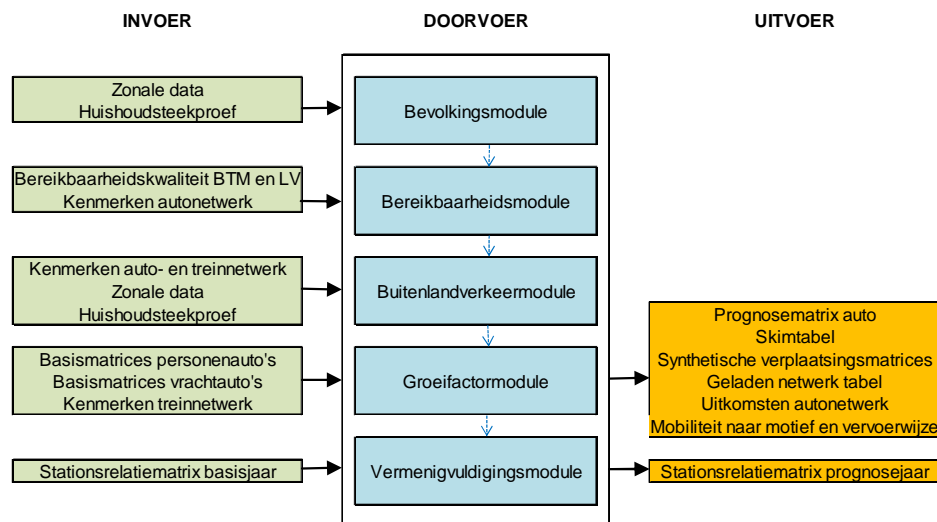 INVOER
DOORVOER
UITVOER
Zonale data
Huishoudsteekproef
Bevolkingsmodule
Bereikbaarheidskwaliteit BTM en LV
Kenmerken autonetwerk
Bereikbaarheidsmodule
Kenmerken auto- en treinnetwerk
Zonale data
Huishoudsteekproef
Buitenlandverkeermodule
Basismatrices personenauto's
Basismatrices vrachtauto's
Kenmerken treinnetwerk
Groeifactormodule
Prognosematrix auto
Skimtabel
Synthetische verplaatsingsmatrices
Geladen netwerk tabel
Uitkomsten autonetwerk
Mobiliteit naar motief en vervoerwijze
Stationsrelatiematrix basisjaar
Vermenigvuldigingsmodule
Stationsrelatiematrix prognosejaar